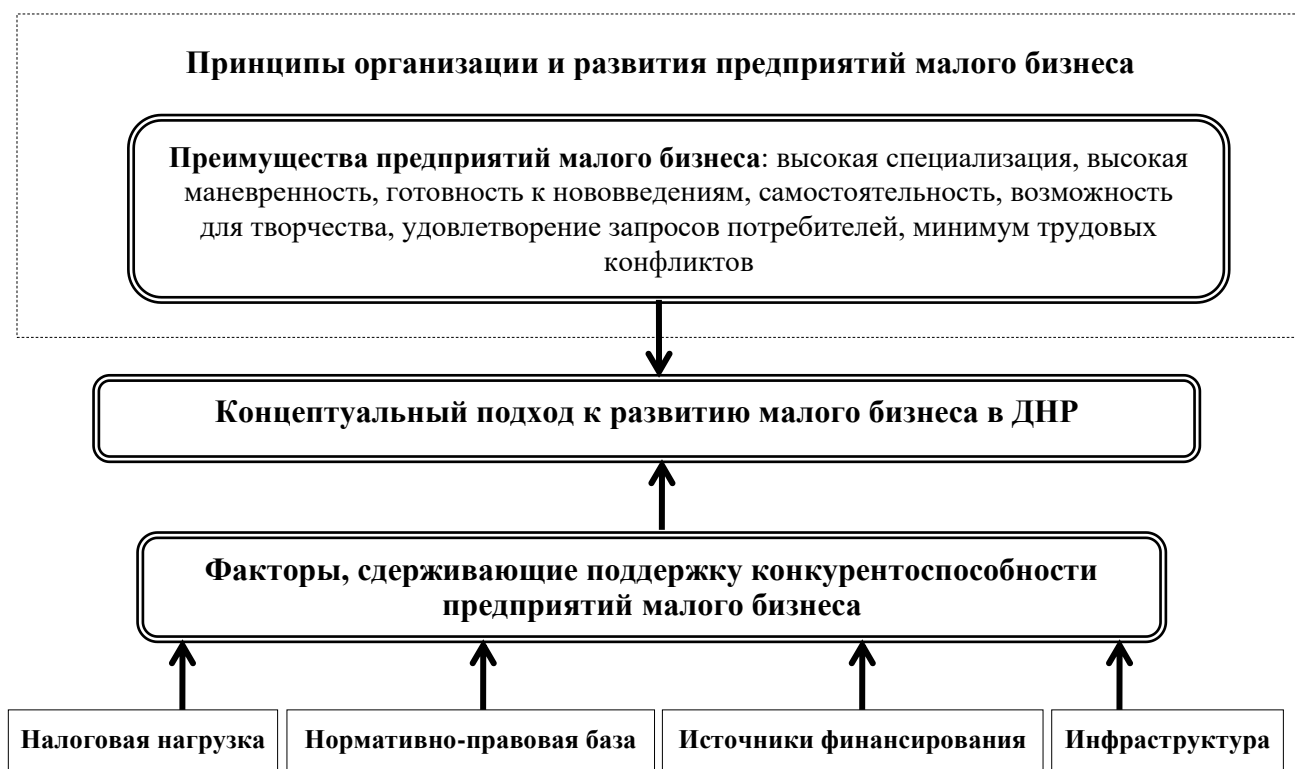 Принципы организации и развития предприятий малого бизнеса
Преимущества предприятий малого бизнеса: высокая специализация, высокая
маневренность, готовность к нововведениям, самостоятельность, возможность
для творчества, удовлетворение запросов потребителей, минимум трудовых
конфликтов
Концептуальный подход к развитию малого бизнеса в ДНР
Факторы, сдерживающие поддержку конкурентоспособности
предприятий малого бизнеса
Налоговая нагрузка
Нормативно-правовая база
Источники финансирования
Инфраструктура